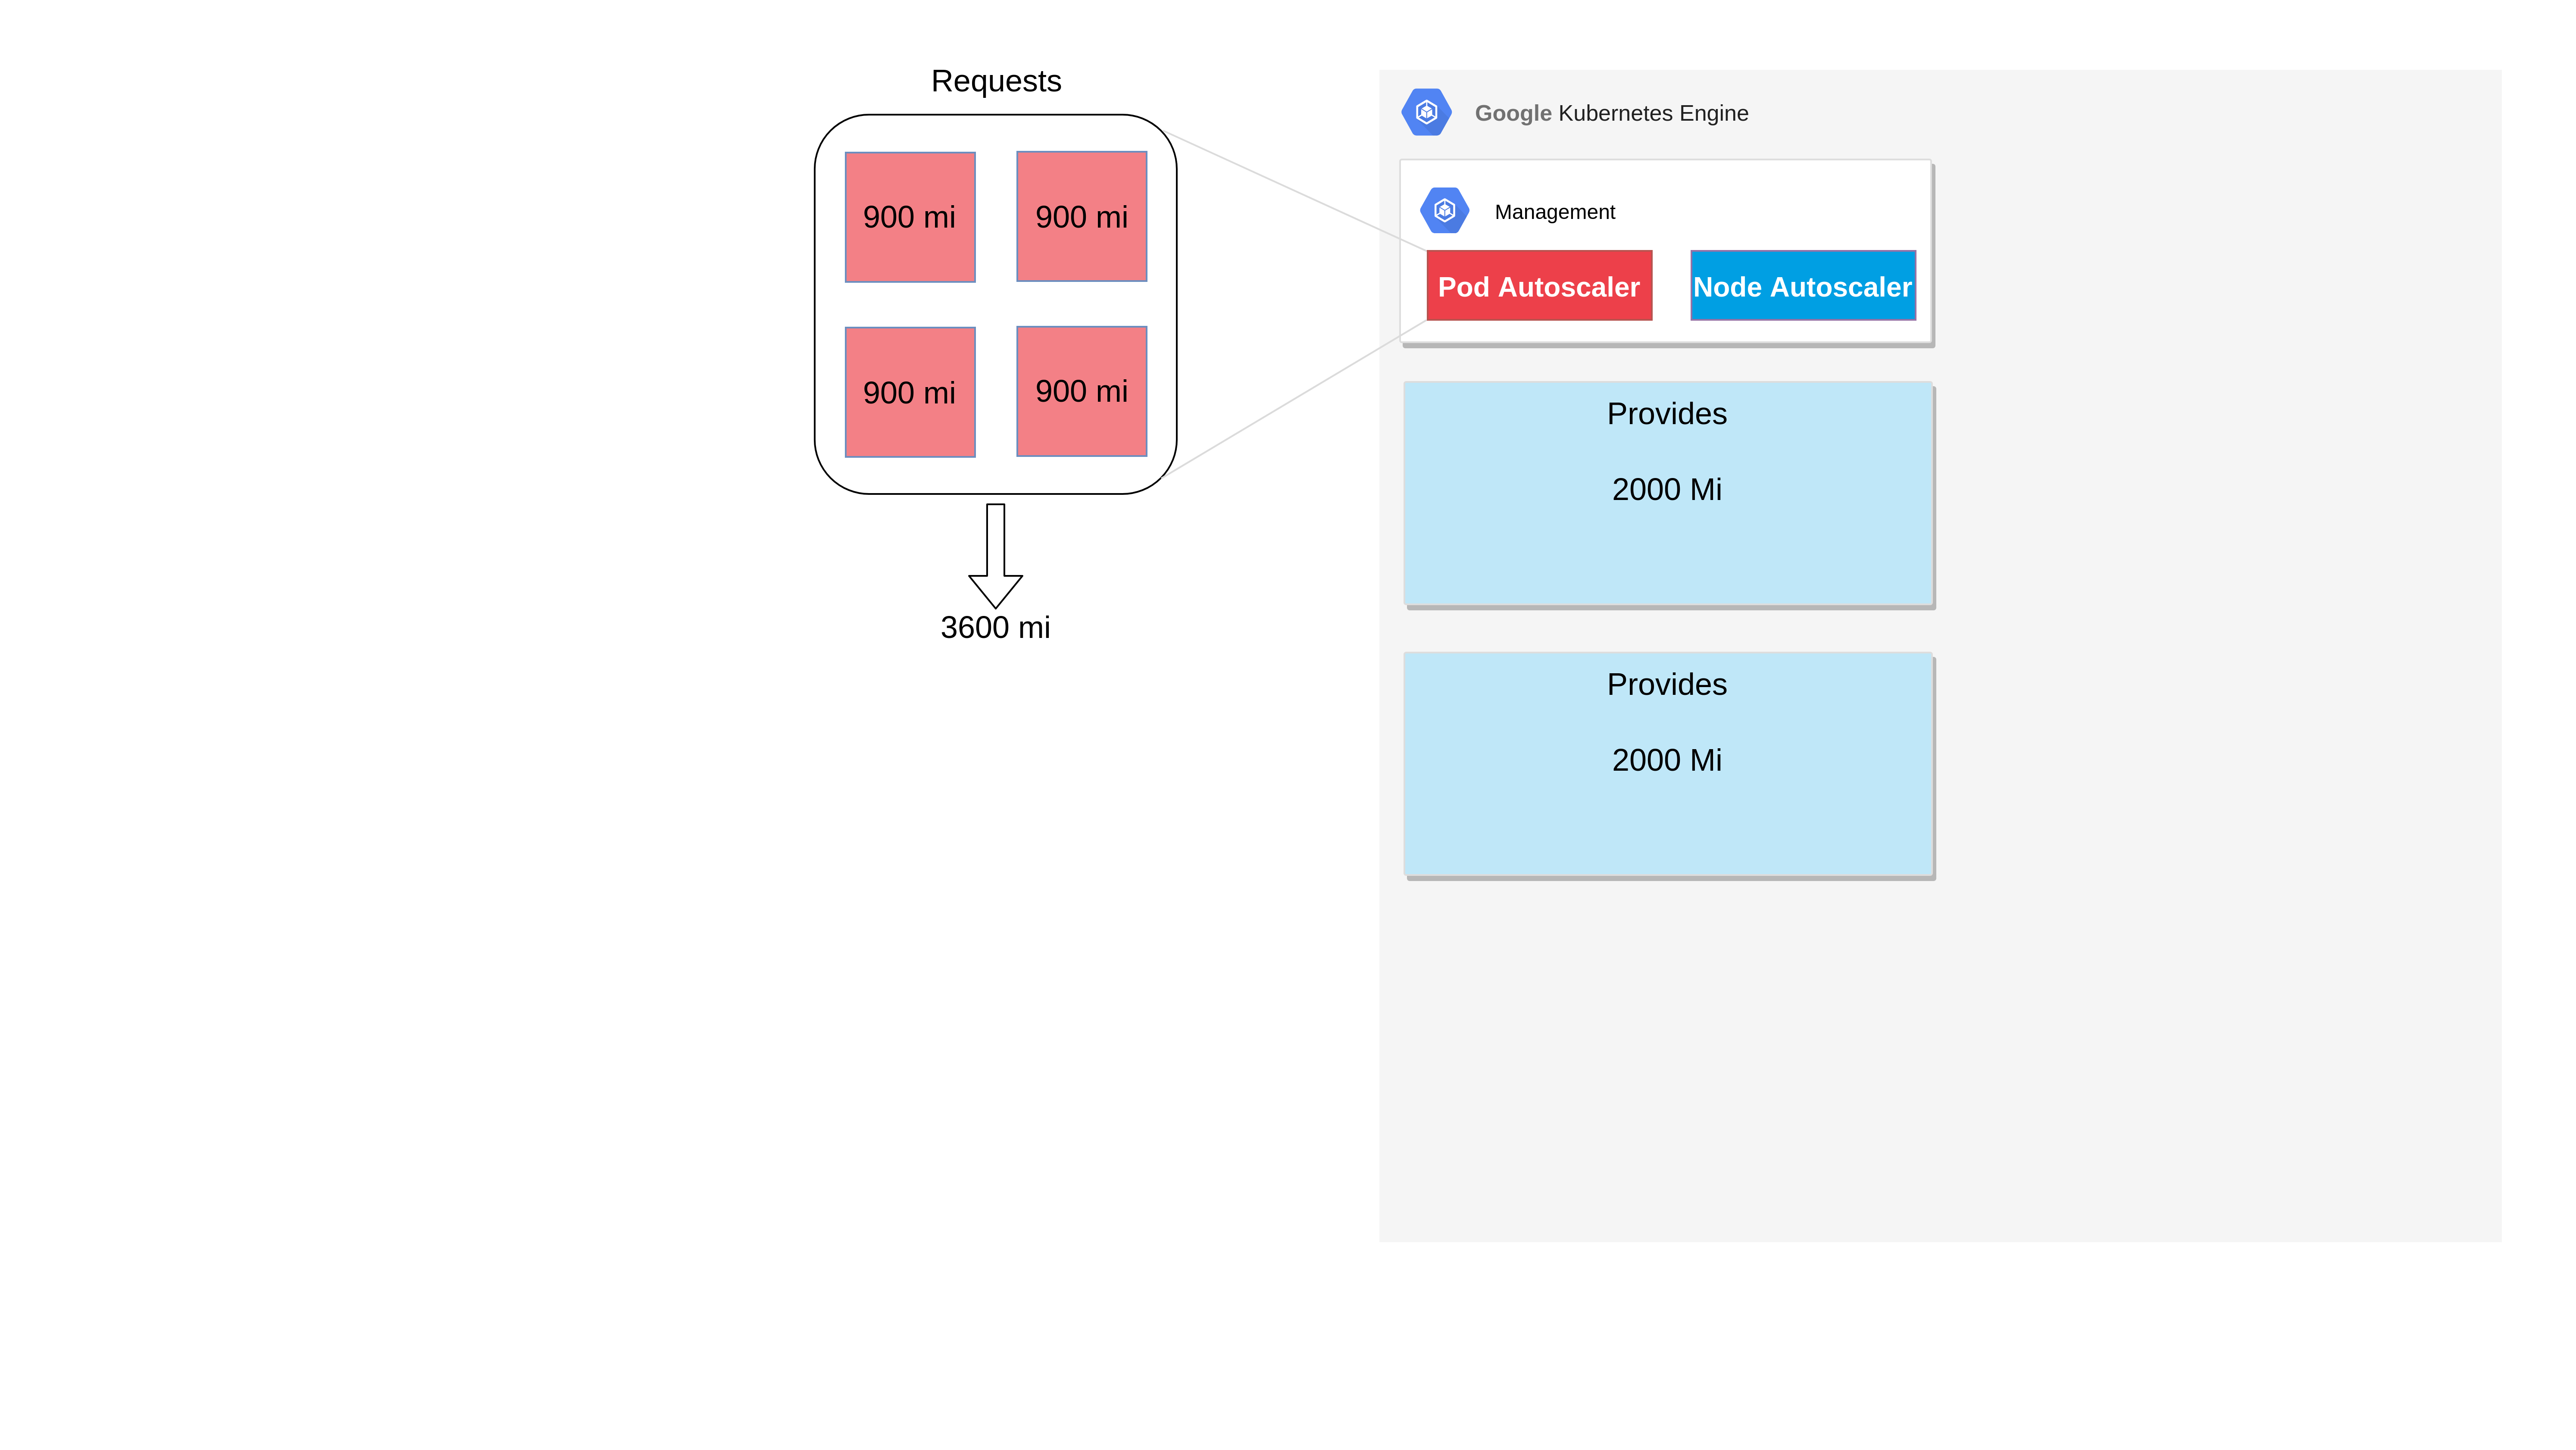 Requests
900 mi
900 mi
900 mi
900 mi
3600 mi
Google Kubernetes Engine
Management
Pod Autoscaler
Node Autoscaler
Provides
2000 Mi
Provides
2000 Mi